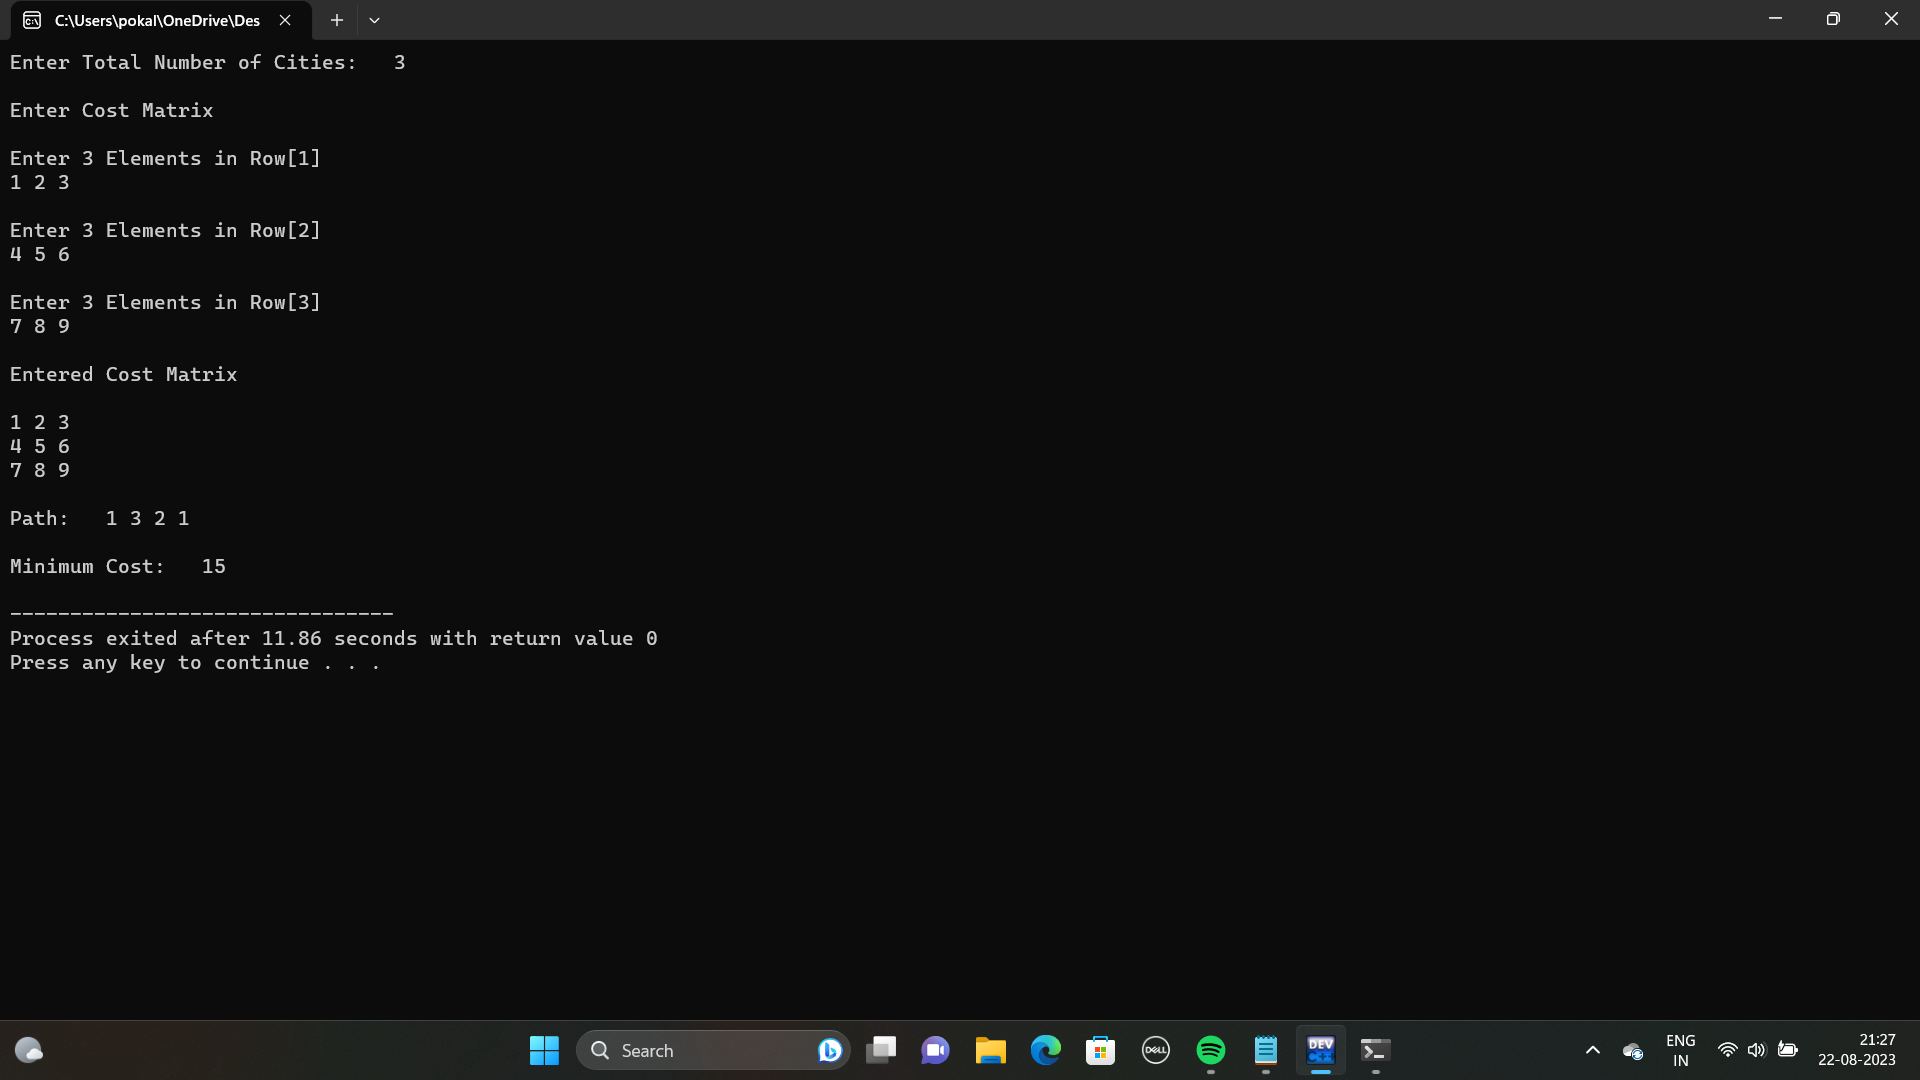 C:\Users\pokal\OneDrive\Des
Enter Total Number of Cities:   3
Enter Cost Matrix
Enter 3 Elements in Row[1]
1 2 3
Enter 3 Elements in Row[2]
4 5 6
Enter 3 Elements in Row[3]
7 8 9
Entered Cost Matrix
1 2 3
4 5 6
7 8 9
Path:   1 3 2 1
Minimum Cost:   15
--------------------------------
Process exited after 11.86 seconds with return value 0
Press any key to continue . . .
Search
DELL
DEV
C++
ENG
IN
21:27
22-08-2023